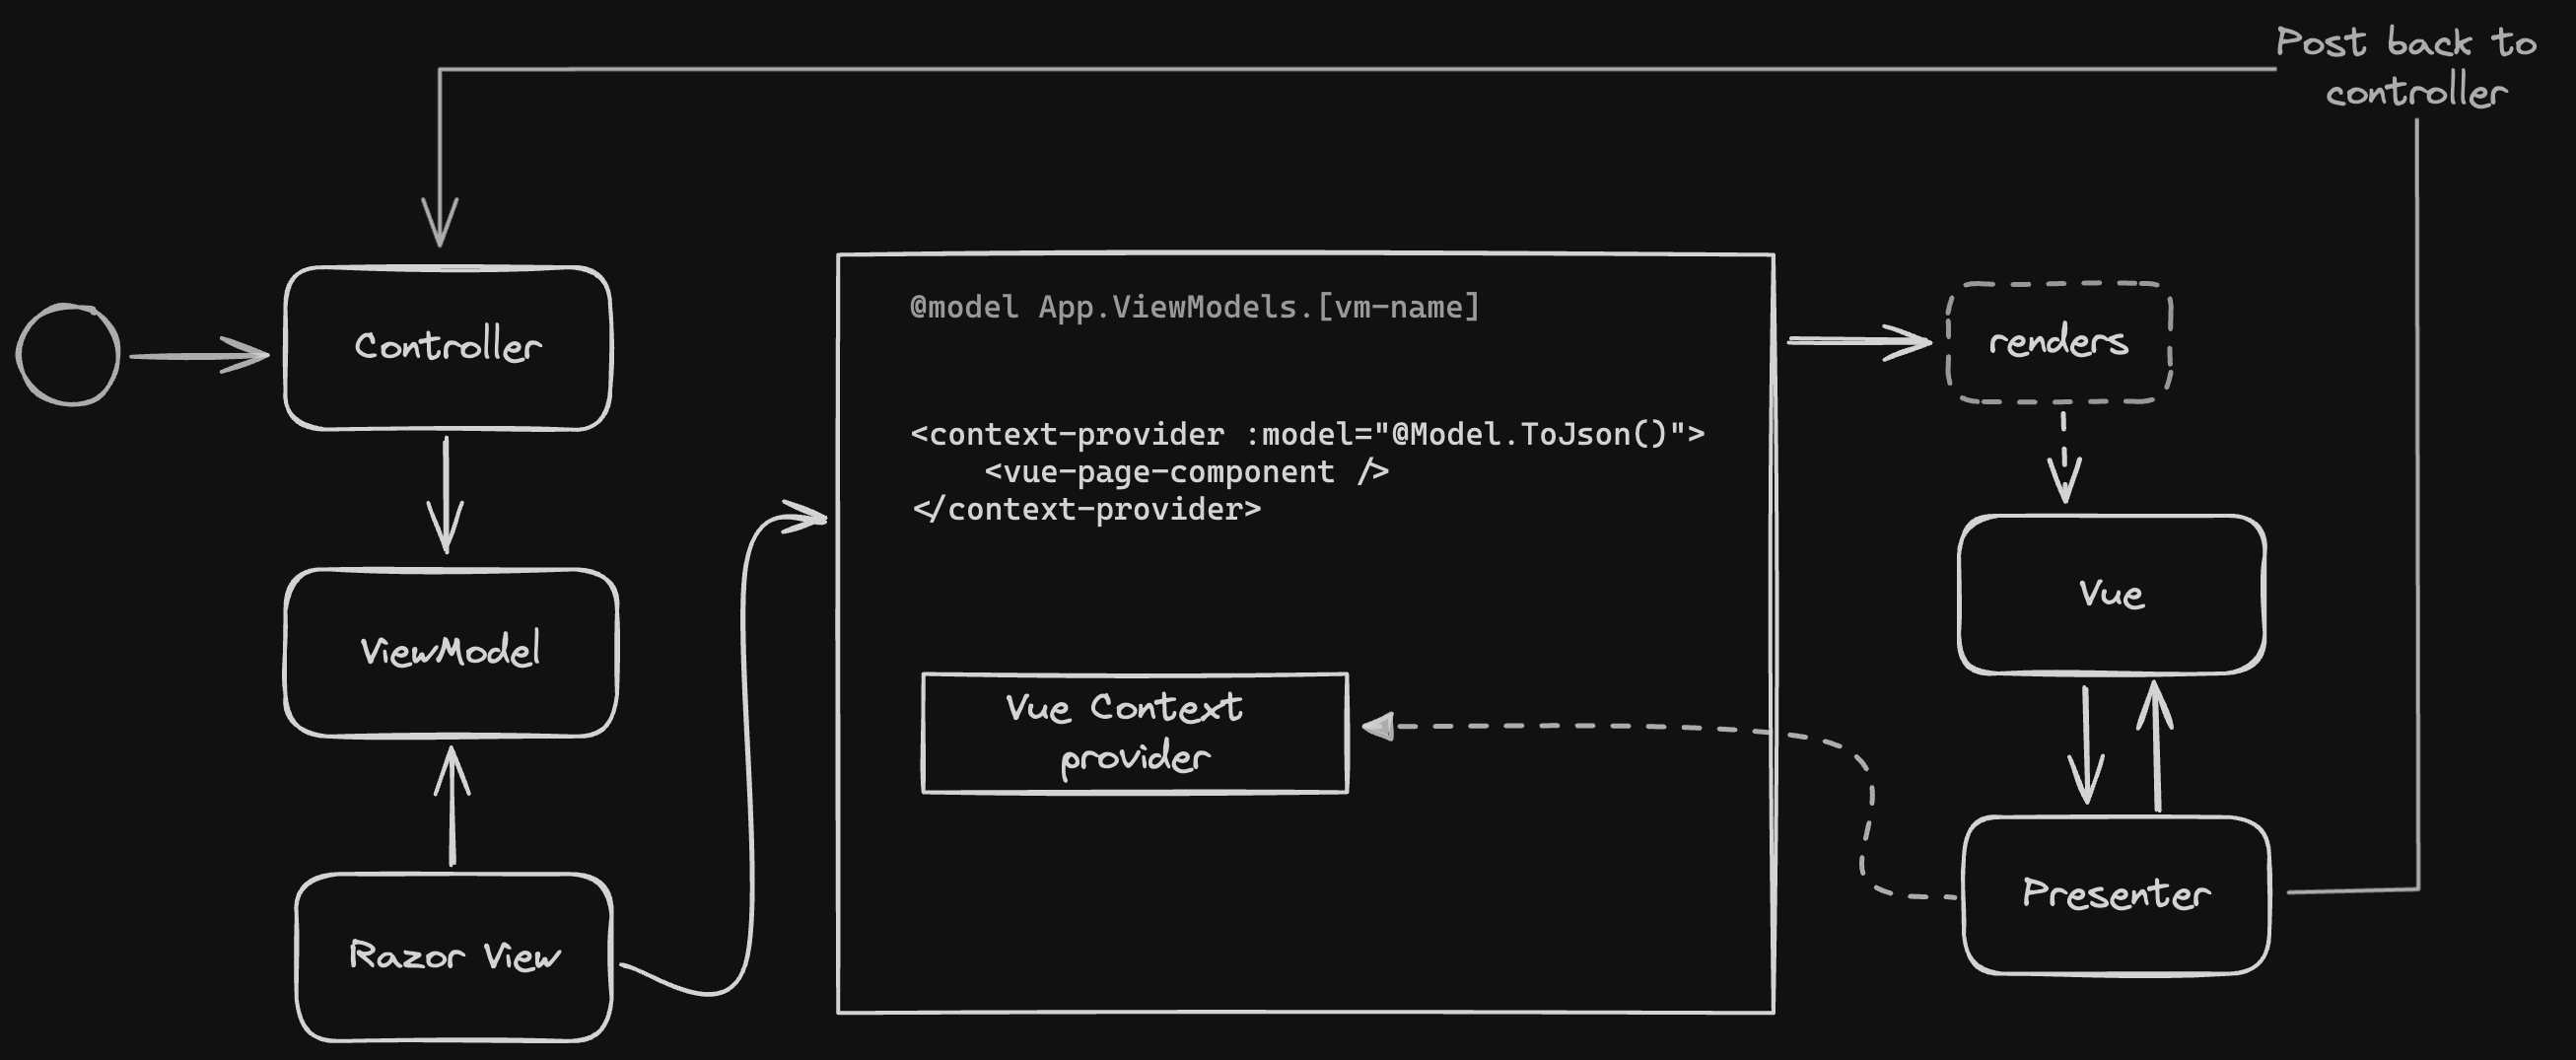 Post back to
controller
Controller
ViewModel
Razor View
@model App.ViewModels.[vm-name]
<context-provider :model="@Model.ToJson()">
    <vue-page-component />
</context-provider>
Vue Context
provider
renders
Vue
Presenter